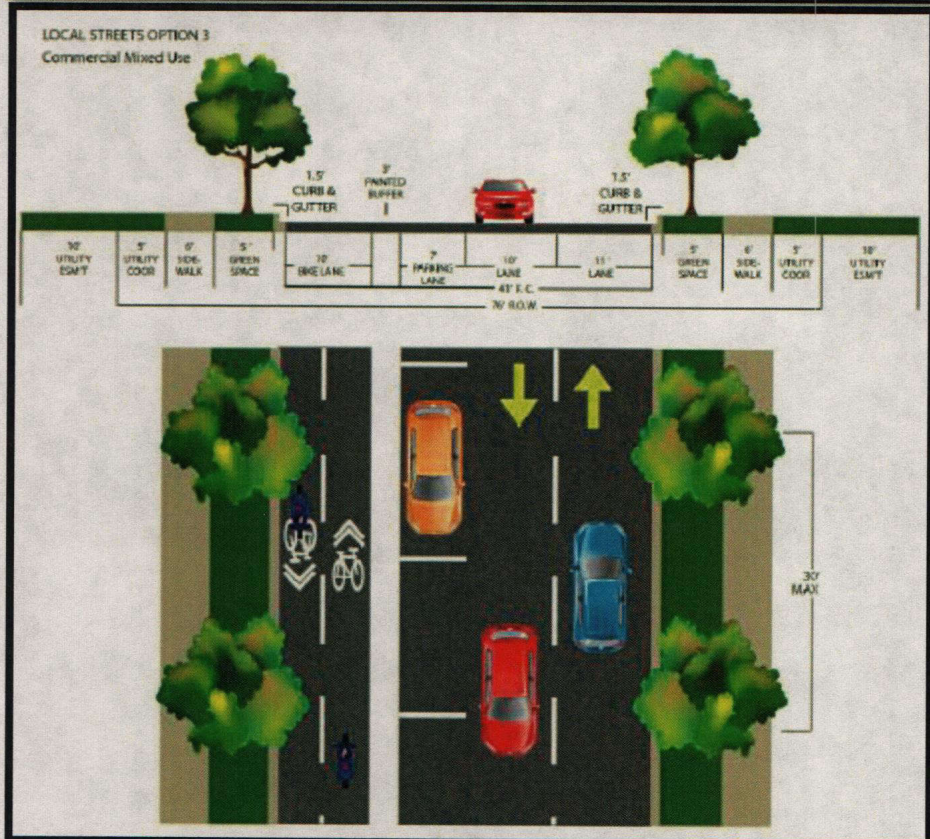 LOCAL STREETS OPTION 3
Commercial Mixed Use
1.5'
CURB &
GUTTER
3'
PAINTED
BUFFER
1.5'
CURB &
GUTTER
10'
UTILITY
ESM'T
5'
UTILITY
COOR
6'
SIDE-
WALK
5'
GREEN
SPACE
10'
BIKE LANE
7'
PARKING
LANE
10'
LANE
11'
LANE
5'
GREEN
SPACE
6'
SIDE-
WALK
5'
UTILITY
COOR
10'
UTILITY
ESM'T
41' F.C.
76' R.O.W.
30'
MAX